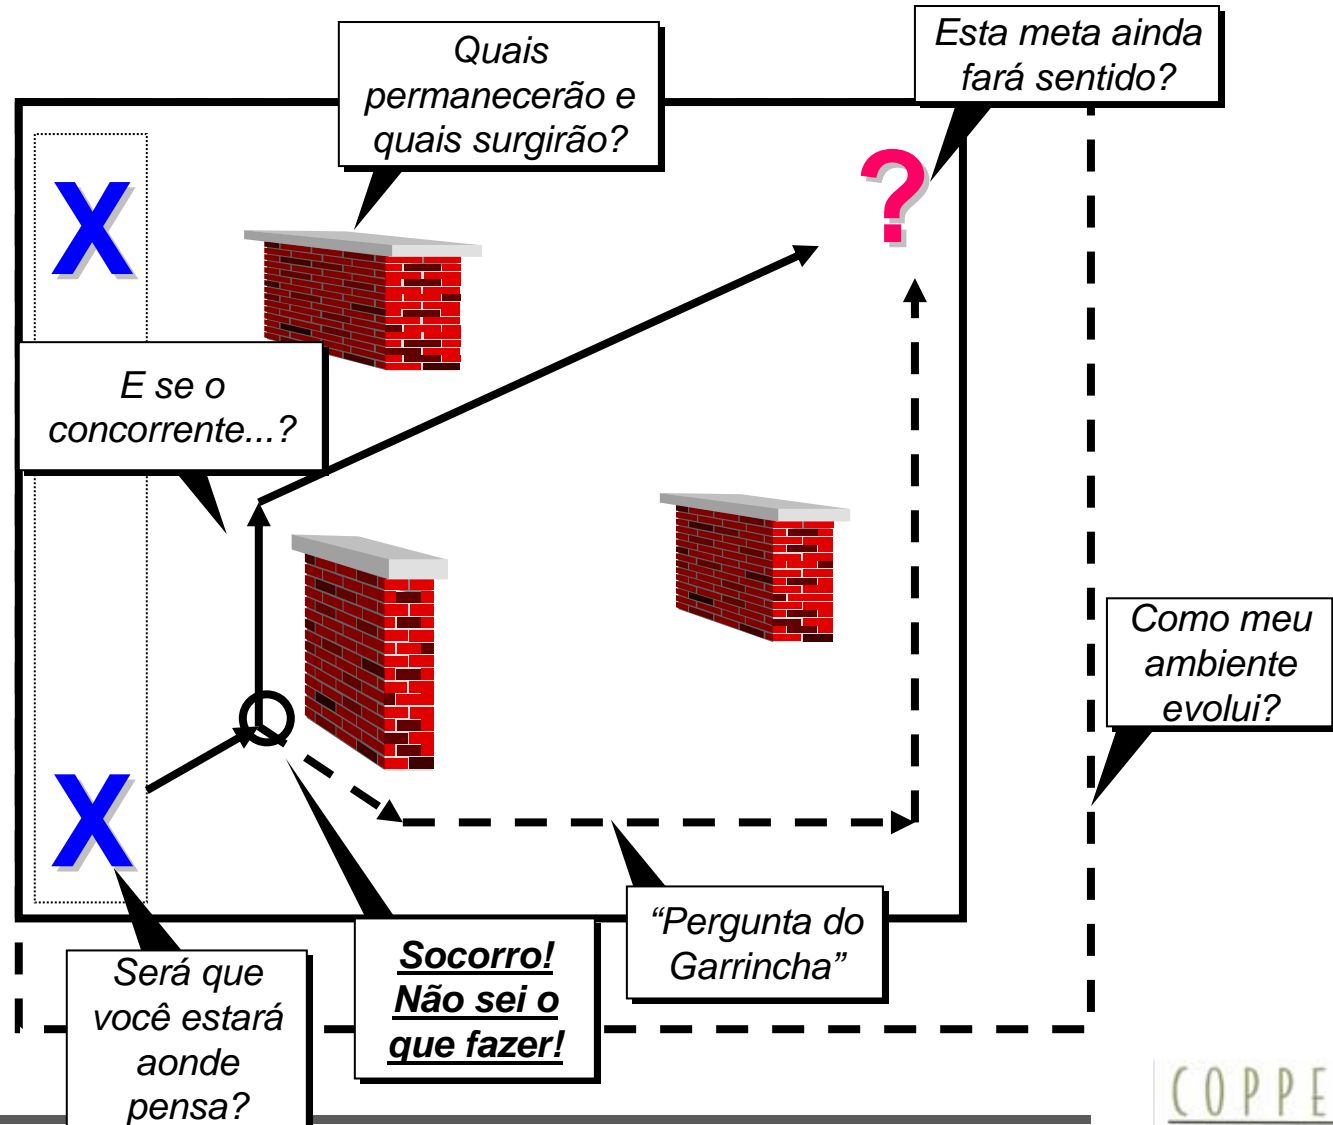 Quais
permanecerão e
quais surgirão?
Esta meta ainda
fará sentido?
X
?
E se o
concorrente...?
Como meu
ambiente
evolui?
X
“Pergunta do
Garrincha”
Socorro!
Não sei o
que fazer!
Será que
você estará
aonde
pensa?
COPPE